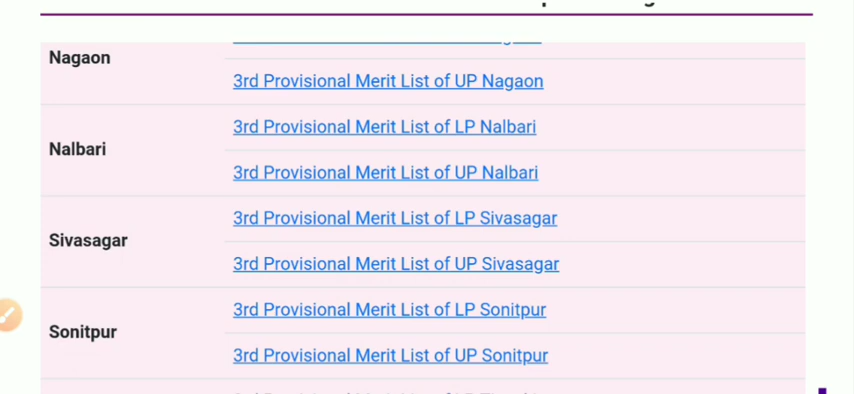 Nagaon
3rd Provisional Merit List of UP Nagaon
Nalbari
3rd Provisional Merit List of LP Nalbari
3rd Provisional Merit List of UP Nalbari
Sivasagar
3rd Provisional Merit List of LP Sivasagar
3rd Provisional Merit List of UP Sivasagar
Sonitpur
3rd Provisional Merit List of LP Sonitpur
3rd Provisional Merit List of UP Sonitpur